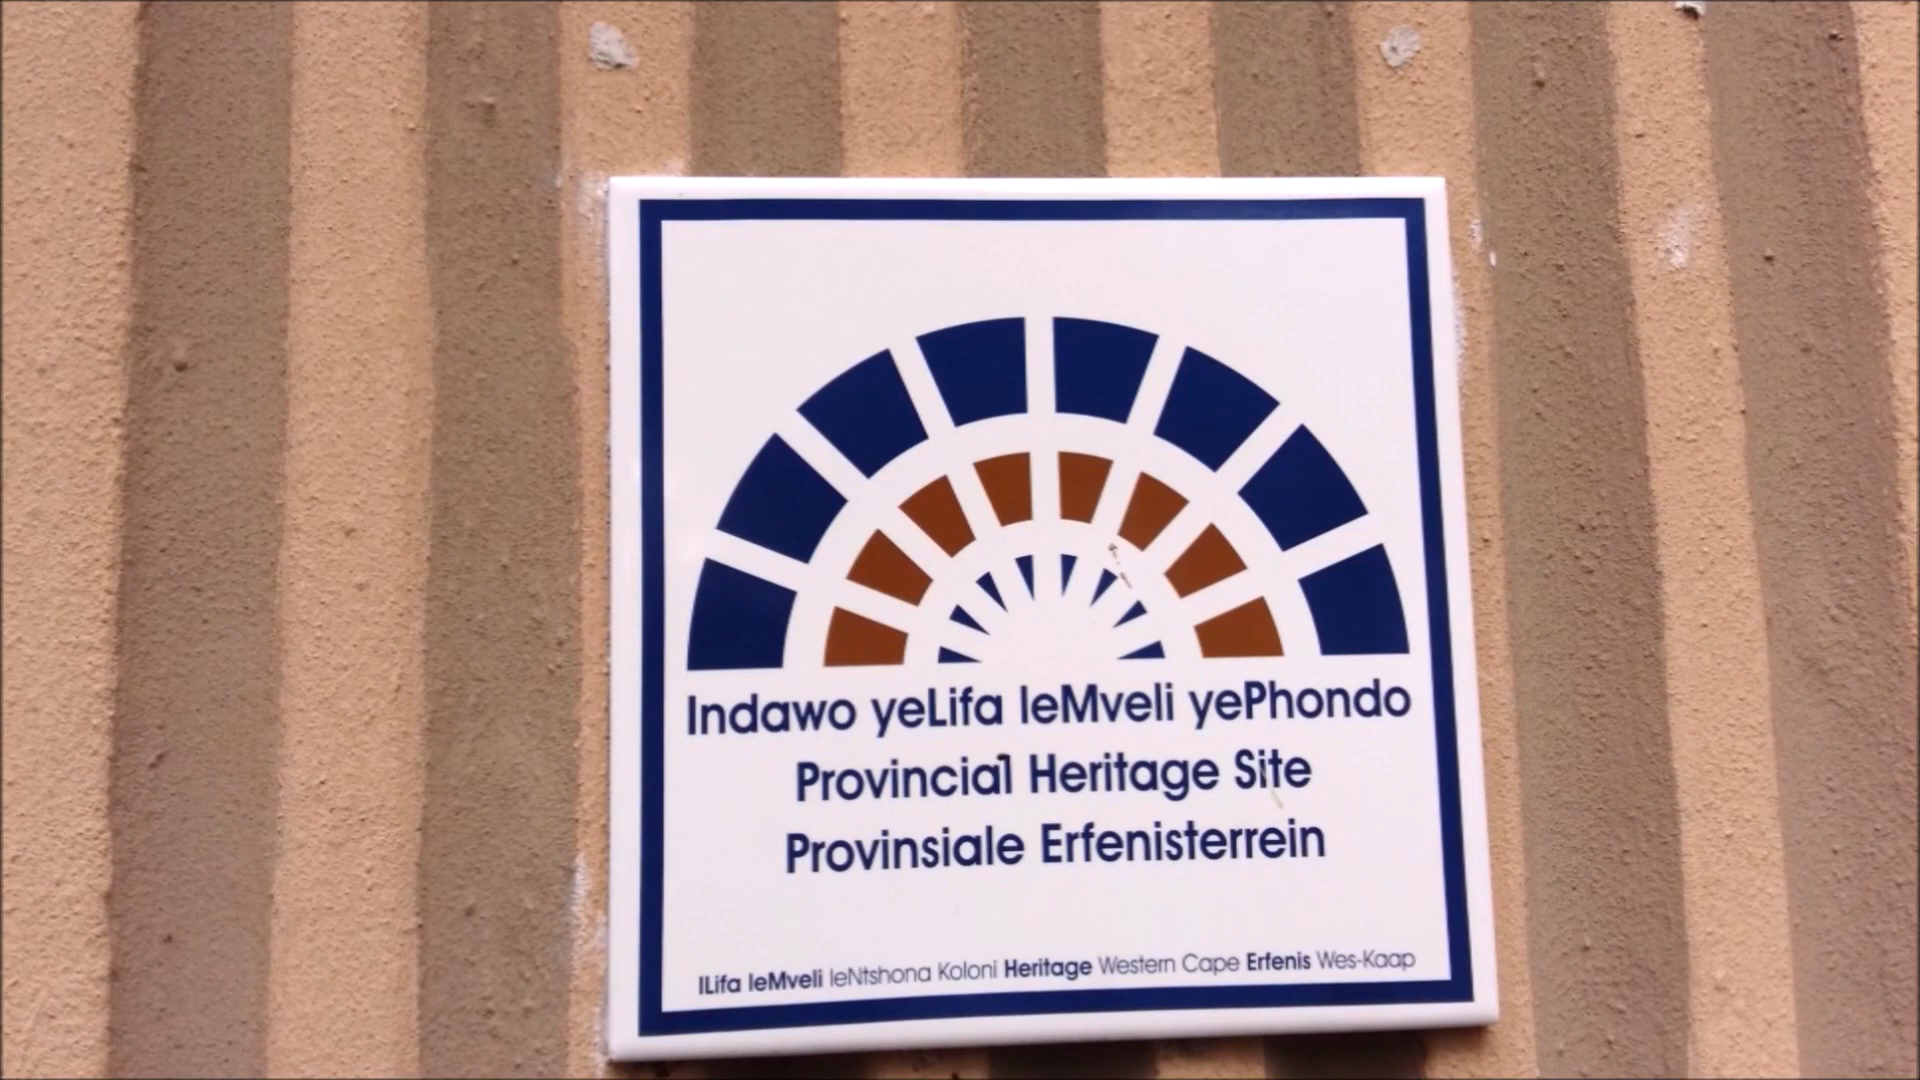 Indawo yeLifa leMveli yePhondo
Provincial Heritage Site
Provinsiale Erfenisterrein
ILifa leMveli leNtshona Koloni Heritage Western Cape Erfenis Wes-Kaap